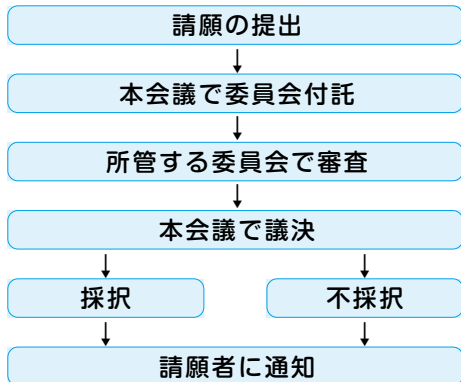 請願の提出
本会議で委員会付託
所管する委員会で審査
本会議で議決
採択
不採択
請願者に通知